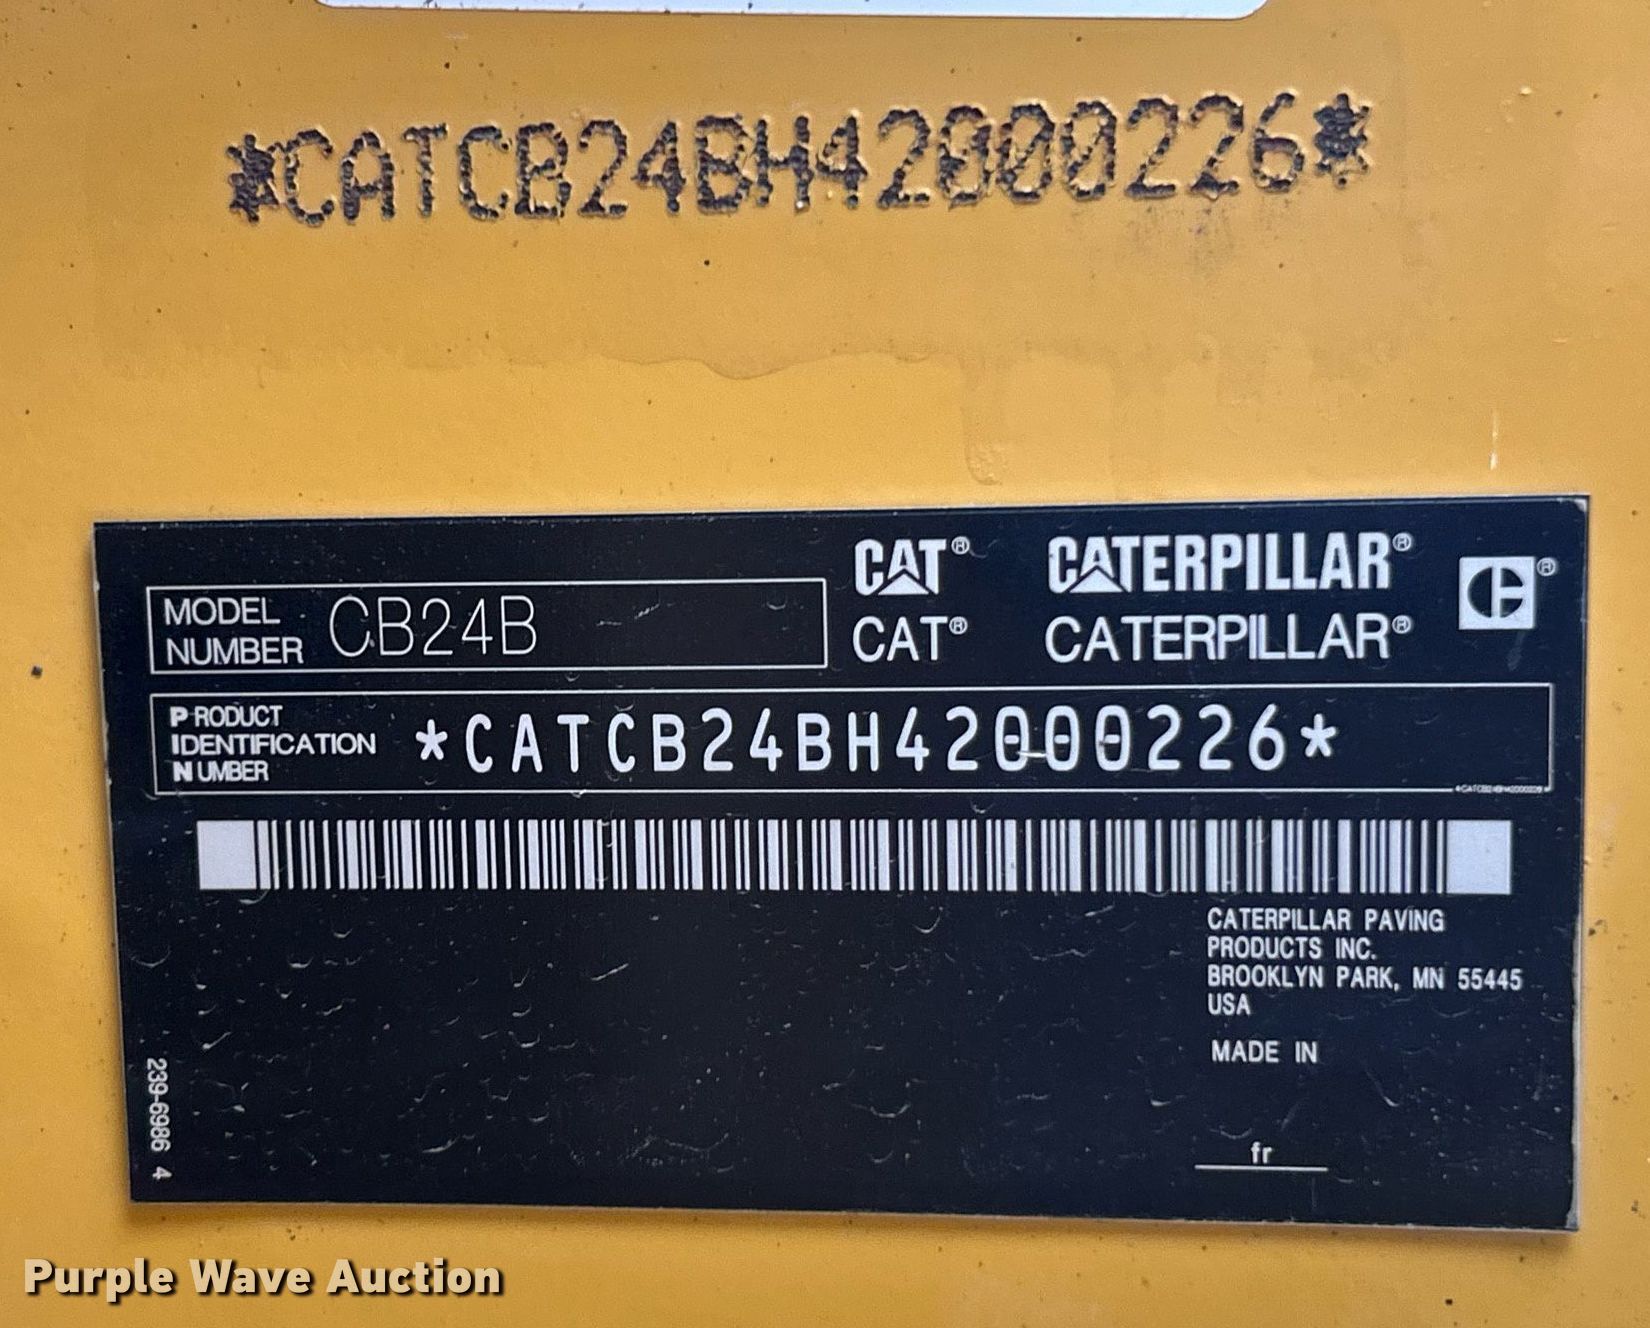 *CATCB24BH42000226*
CAT® CATERPILLAR®
MODEL NUMBER CB24B
CAT® CATERPILLAR®
PRODUCT IDENTIFICATION NUMBER *CATCB24BH42000226*
*CATCB24BH42000226*
CATERPILLAR PAVING
PRODUCTS INC.
BROOKLYN PARK, MN 55445
USA
MADE IN
fr
239-6986 4
Purple Wave Auction